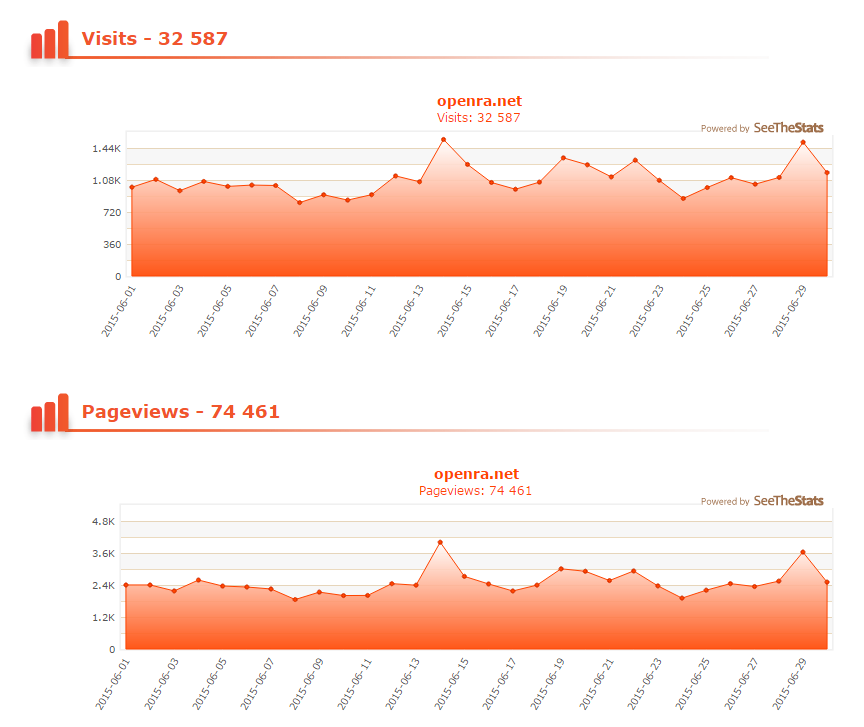 Visits - 32 587
openra.net
Visits: 32 587
Powered by SeeTheStats
1.44K
1.08K
720
360
0
2015-06-01 2015-06-03 2015-06-05 2015-06-07 2015-06-09 2015-06-11 2015-06-13 2015-06-15 2015-06-17 2015-06-19 2015-06-21 2015-06-23 2015-06-25 2015-06-27 2015-06-29
Pageviews - 74 461
openra.net
Pageviews: 74 461
Powered by SeeTheStats
4.8K
3.6K
2.4K
1.2K
0
2015-06-01 2015-06-03 2015-06-05 2015-06-07 2015-06-09 2015-06-11 2015-06-13 2015-06-15 2015-06-17 2015-06-19 2015-06-21 2015-06-23 2015-06-25 2015-06-27 2015-06-29